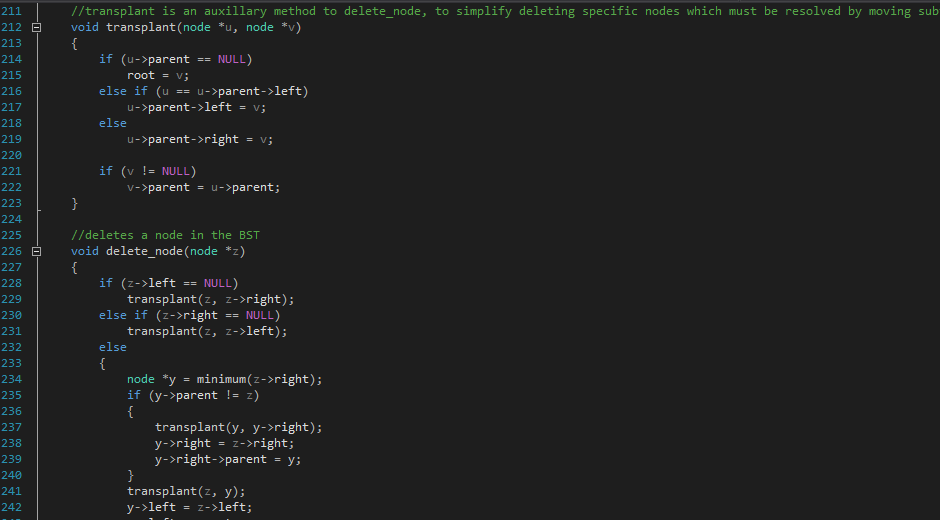 211 //transplant is an auxillary method to delete_node, to simplify deleting specific nodes which must be resolved by moving
212 void transplant(node *u, node *v)
213 {
214 if (u->parent == NULL)
215 root = v;
216 else if (u == u->parent->left)
217 u->parent->left = v;
218 else
219 u->parent->right = v;
220
221 if (v != NULL)
222 v->parent = u->parent;
223 }
224
225 //deletes a node in the BST
226 void delete_node(node *z)
227 {
228 if (z->left == NULL)
229 transplant(z, z->right);
230 else if (z->right == NULL)
231 transplant(z, z->left);
232 else
233 {
234 node *y = minimum(z->right);
235 if (y->parent != z)
236 {
237 transplant(y, y->right);
238 y->right = z->right;
239 y->right->parent = y;
240 }
241 transplant(z, y);
242 y->left = z->left;